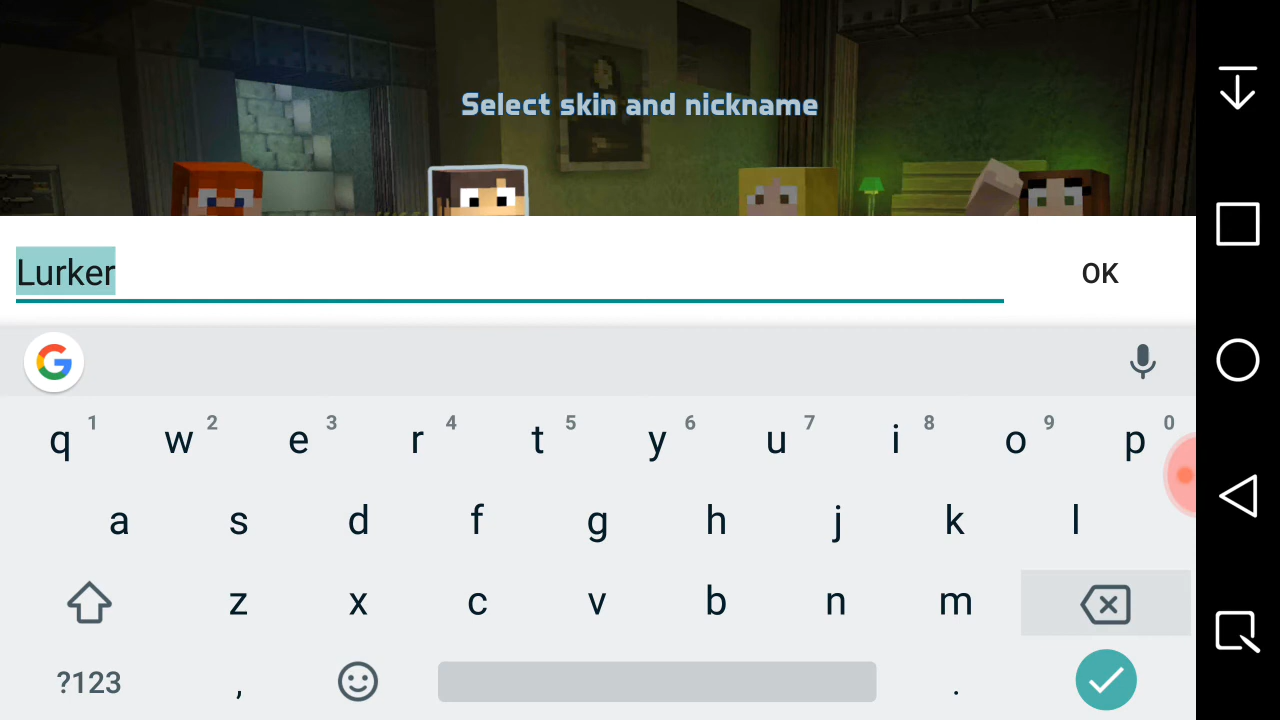 Select skin and nickname
Lurker
OK
G
q 1 w 2 e 3 r 4 t 5 y 6 u 7 i 8 o 9 p 0
a s d f g h j k l
z x c v b n m
?123 , .